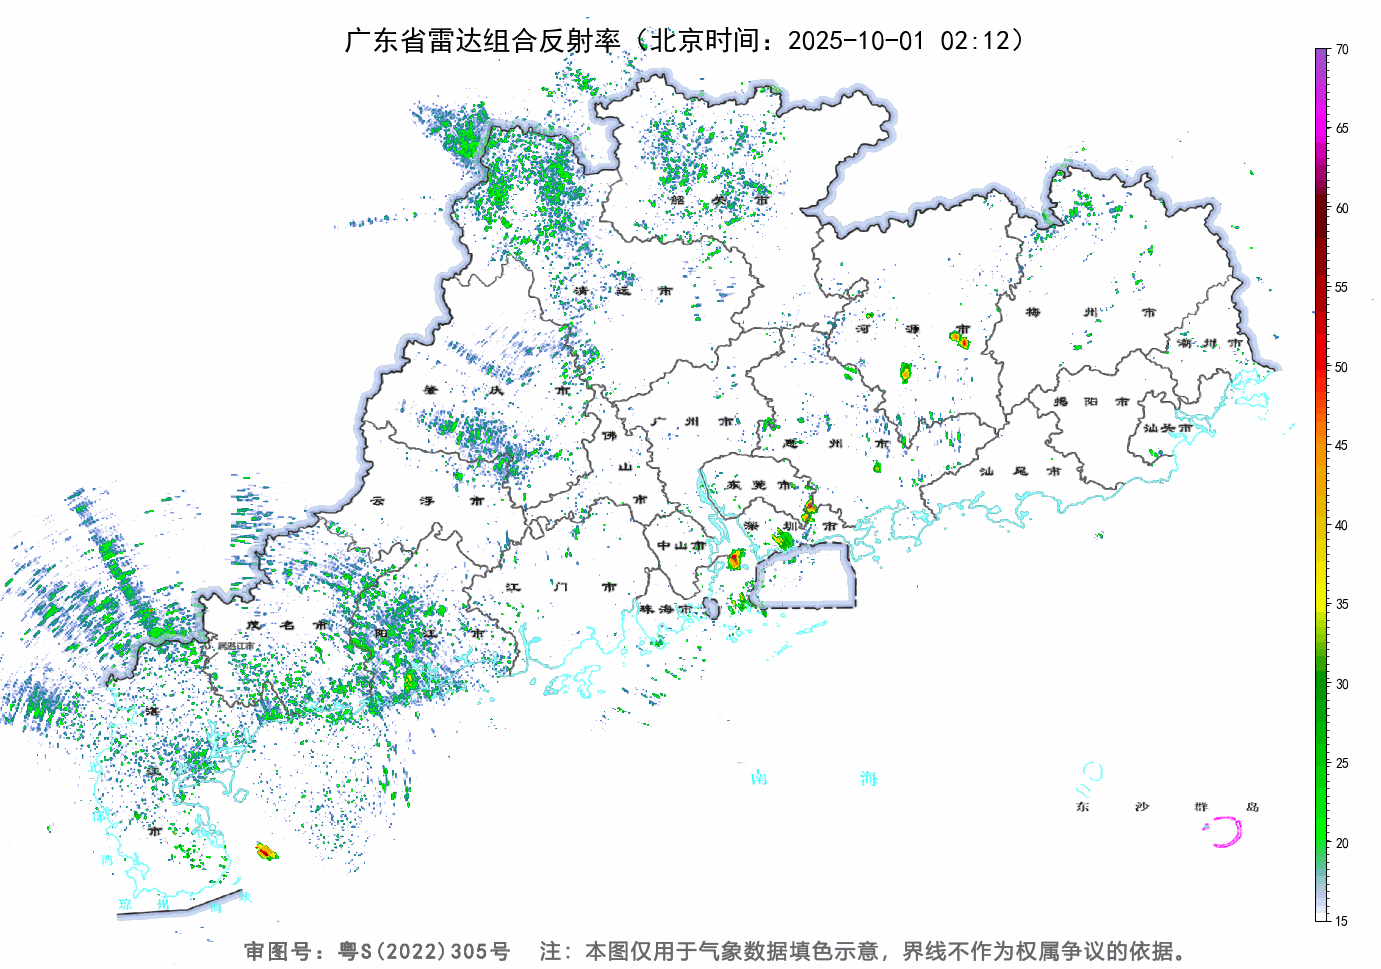 广东省雷达组合反射率（北京时间：2025-10-01 02:12）
70
65
60
55
50
45
40
35
30
25
20
15
韶关市
清远市
河源市
梅州市
潮州市
肇庆市
广州市
佛山市
惠州市
揭阳市
汕头市
汕尾市
云浮市
东莞市
深圳市
中山市
江门市
珠海市
茂名市
阳江市
湛江市
属湛江市
南海
东沙群岛
北部湾
琼州海峡
审图号：粤S(2022)305号 注：本图仅用于气象数据填色示意，界线不作为权属争议的依据。